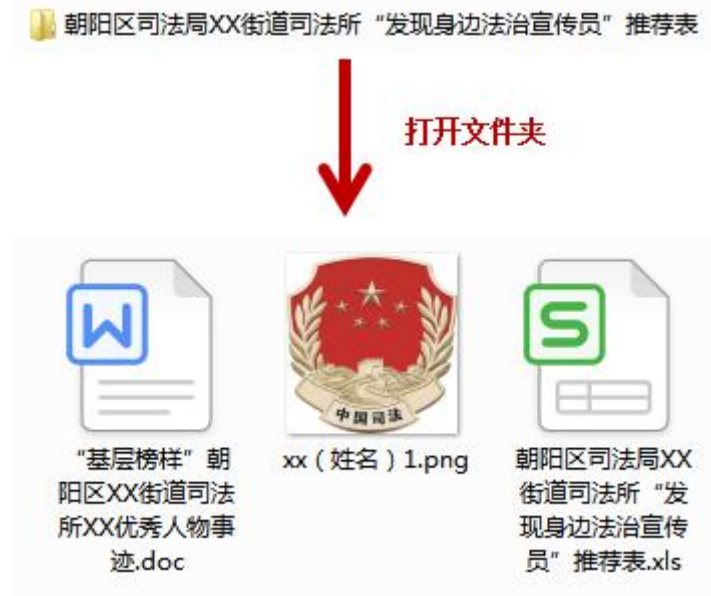 朝阳区司法局XX街道司法所“发现身边法治宣传员”推荐表
打开文件夹
W
中国司法
S
“基层榜样”朝
阳区XX街道司法
所XX优秀人物事
迹.doc
xx（姓名）1.png
朝阳区司法局XX
街道司法所“发
现身边法治宣传
员”推荐表.xls